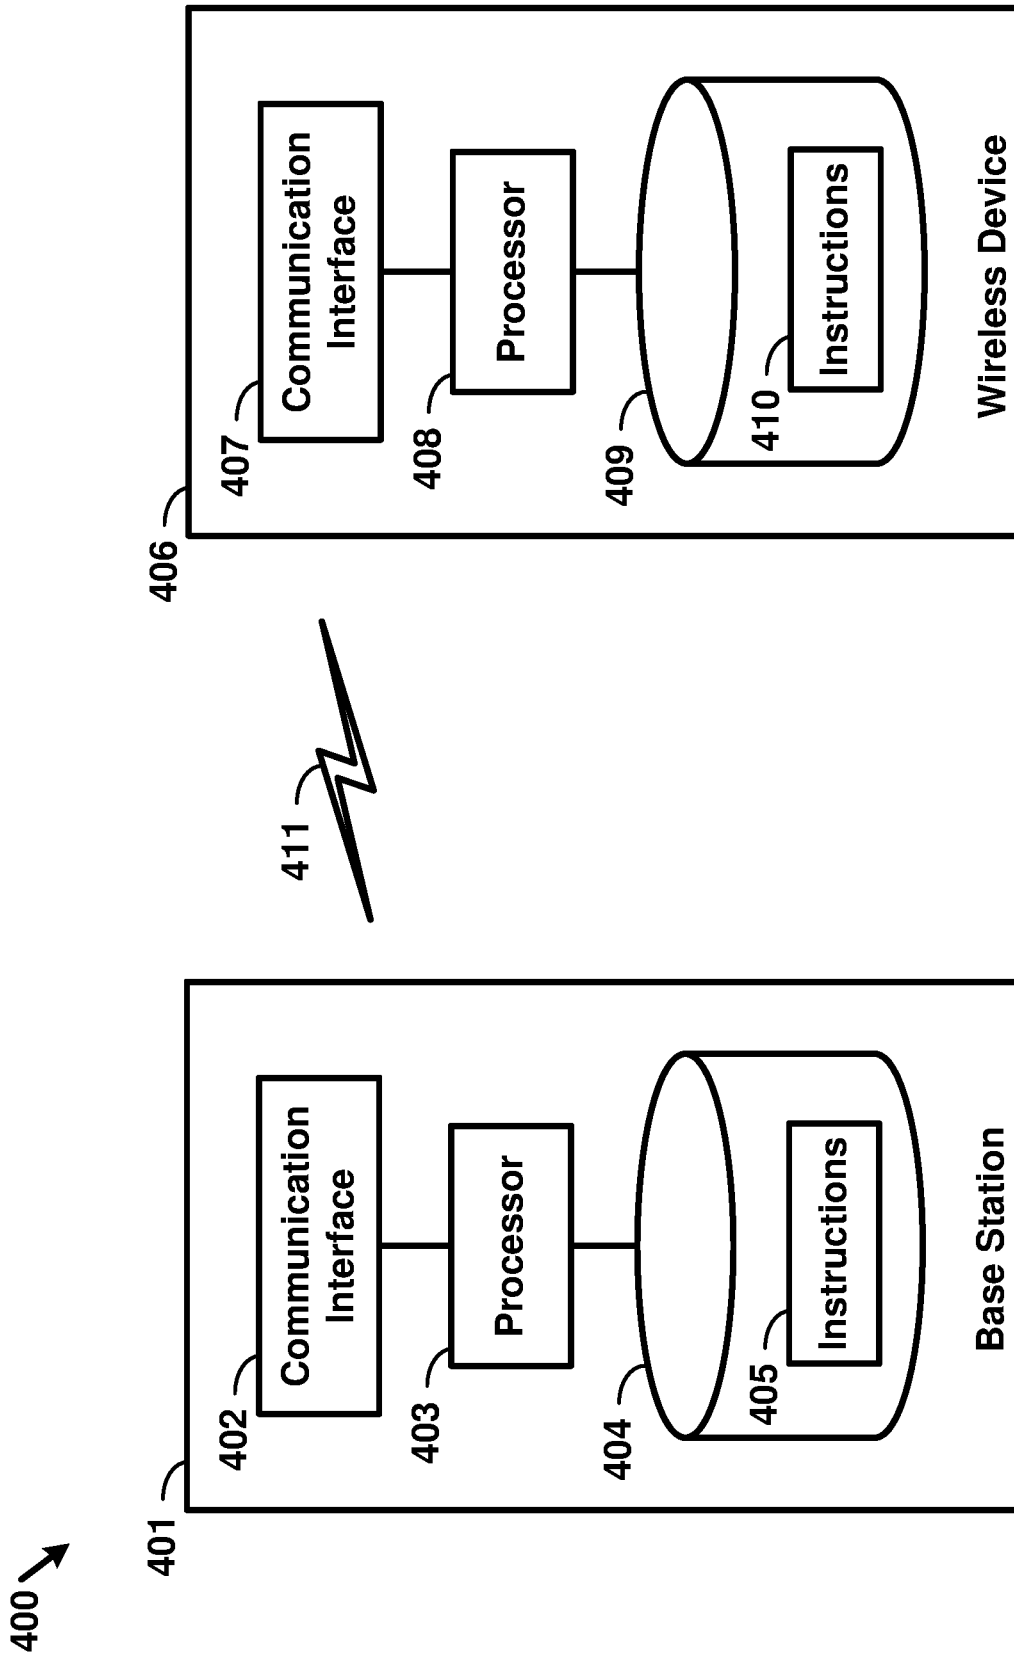 400
401
402
Communication
Interface
403
Processor
404
405
Instructions
Base Station
411
406
407
Communication
Interface
408
Processor
409
410
Instructions
Wireless Device